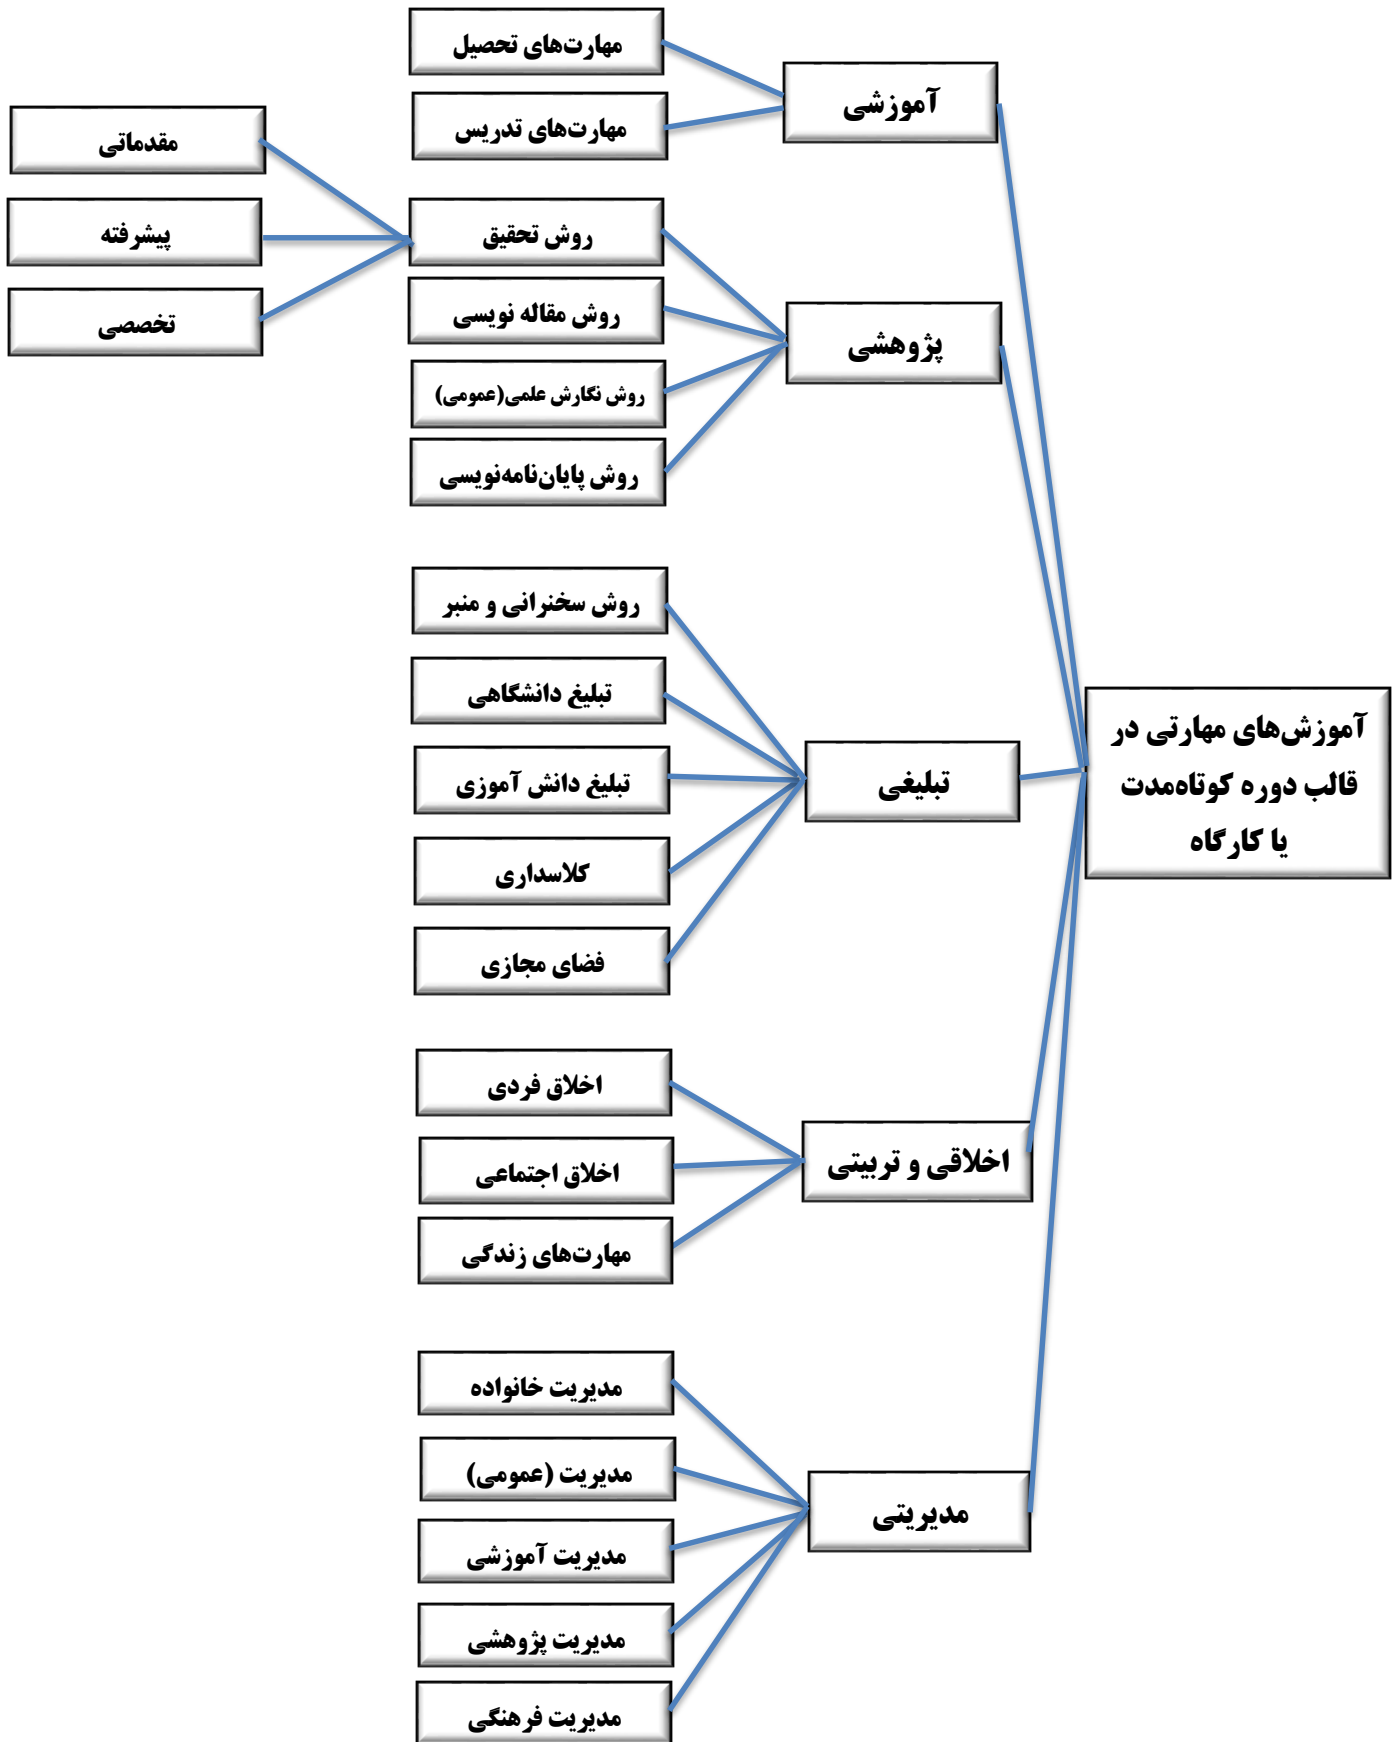 آموزش‌های مهارتی در
قالب دوره کوتاه‌مدت
یا کارگاه
آموزشی
مهارت‌های تحصیل
مهارت‌های تدریس
پژوهشی
روش تحقیق
مقدماتی
پیشرفته
تخصصی
روش مقاله نویسی
روش نگارش علمی(عمومی)
روش پایان‌نامه‌نویسی
تبلیغی
روش سخنرانی و منبر
تبلیغ دانشگاهی
تبلیغ دانش آموزی
کلاسداری
فضای مجازی
اخلاقی و تربیتی
اخلاق فردی
اخلاق اجتماعی
مهارت‌های زندگی
مدیریتی
مدیریت خانواده
مدیریت (عمومی)
مدیریت آموزشی
مدیریت پژوهشی
مدیریت فرهنگی